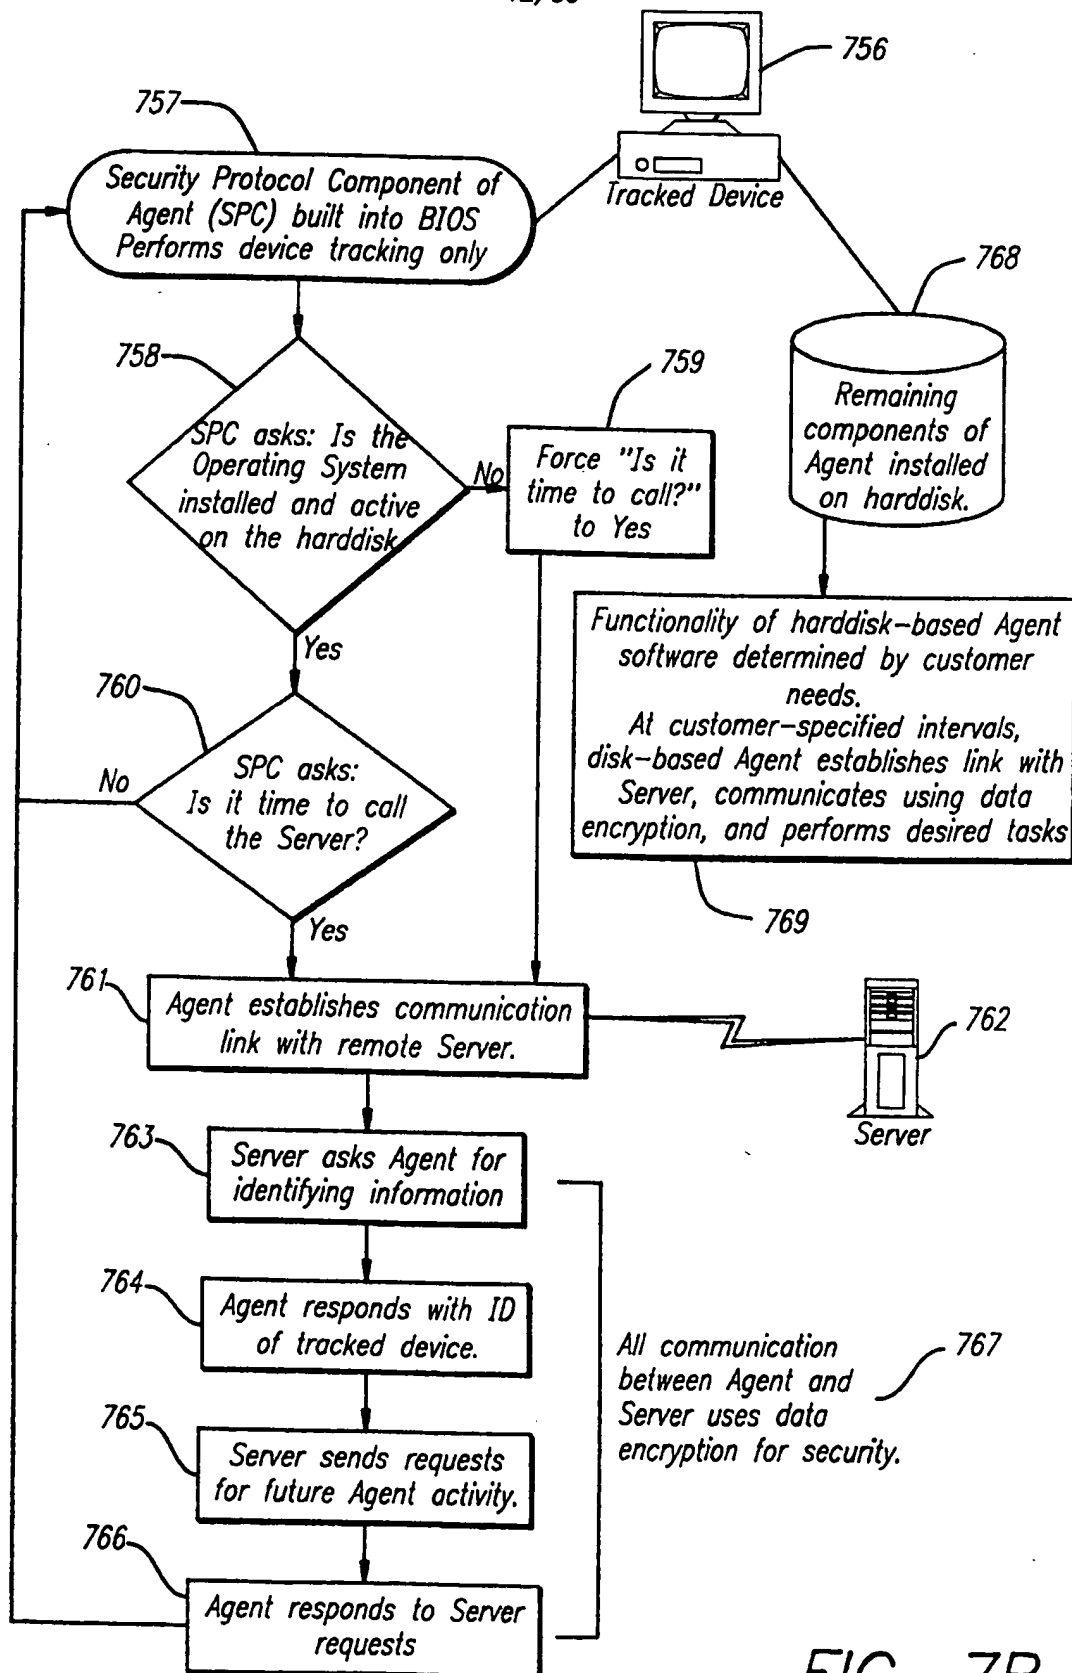 756
757
Security Protocol Component of
Agent (SPC) built into BIOS
Performs device tracking only
Tracked Device
768
758
759
SPC asks: Is the
Operating System
installed and active
on the harddisk
No
Force "Is it
time to call?"
to Yes
Remaining
components of
Agent installed
on harddisk.
Yes
Functionality of harddisk-based Agent
software determined by customer
needs.
At customer-specified intervals,
disk-based Agent establishes link with
Server, communicates using data
encryption, and performs desired tasks
760
No
SPC asks:
Is it time to call
the Server?
Yes
769
761
Agent establishes communication
link with remote Server.
762
Server
763
Server asks Agent for
identifying information
764
Agent responds with ID
of tracked device.
All communication
between Agent and
Server uses data
encryption for security.
767
765
Server sends requests
for future Agent activity.
766
Agent responds to Server
requests